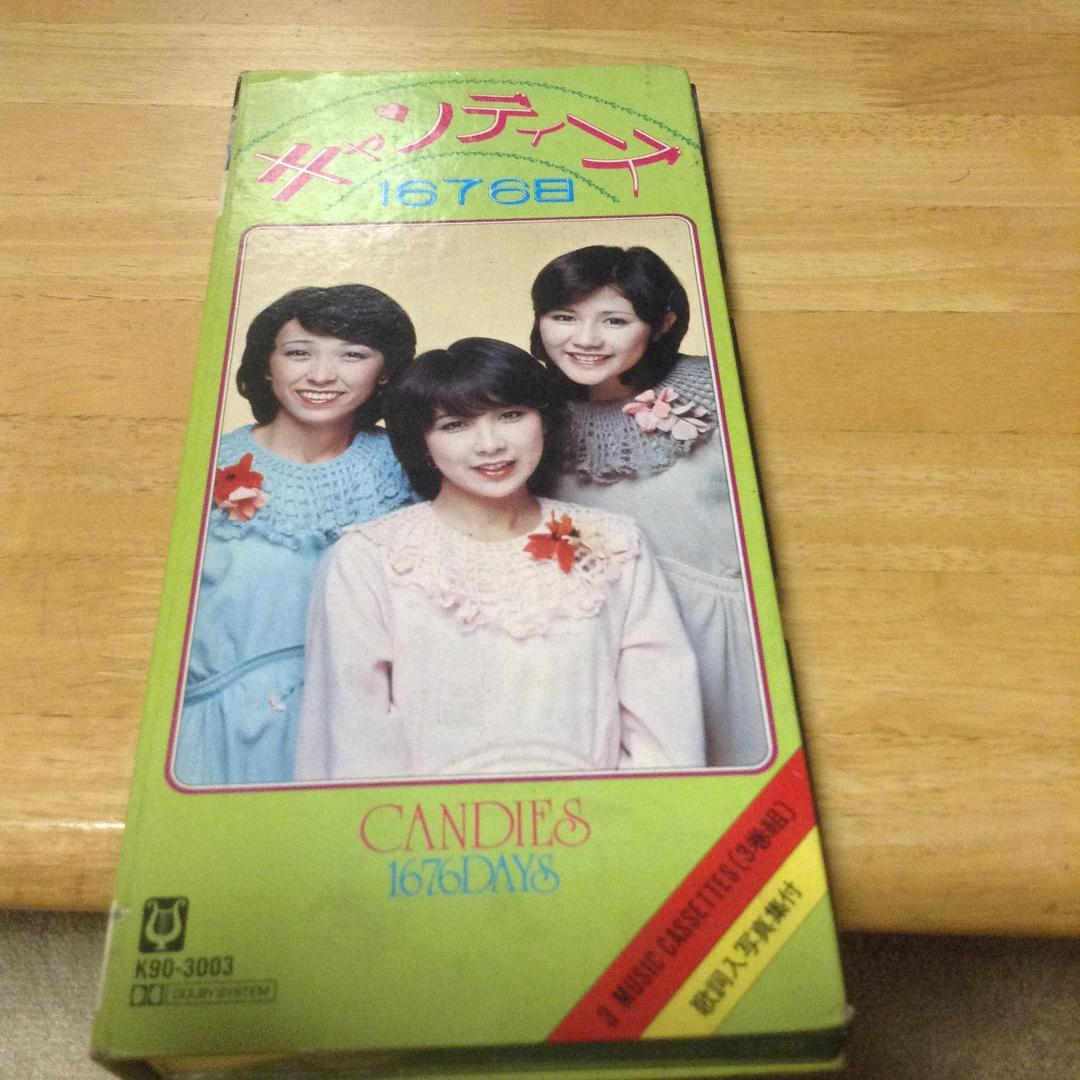 キャンディーズ
1676日
CANDIES
1676DAYS
K90-3003
DOLBY SYSTEM
3 MUSIC CASSETTES〔3巻組〕
歌詞入写真集付